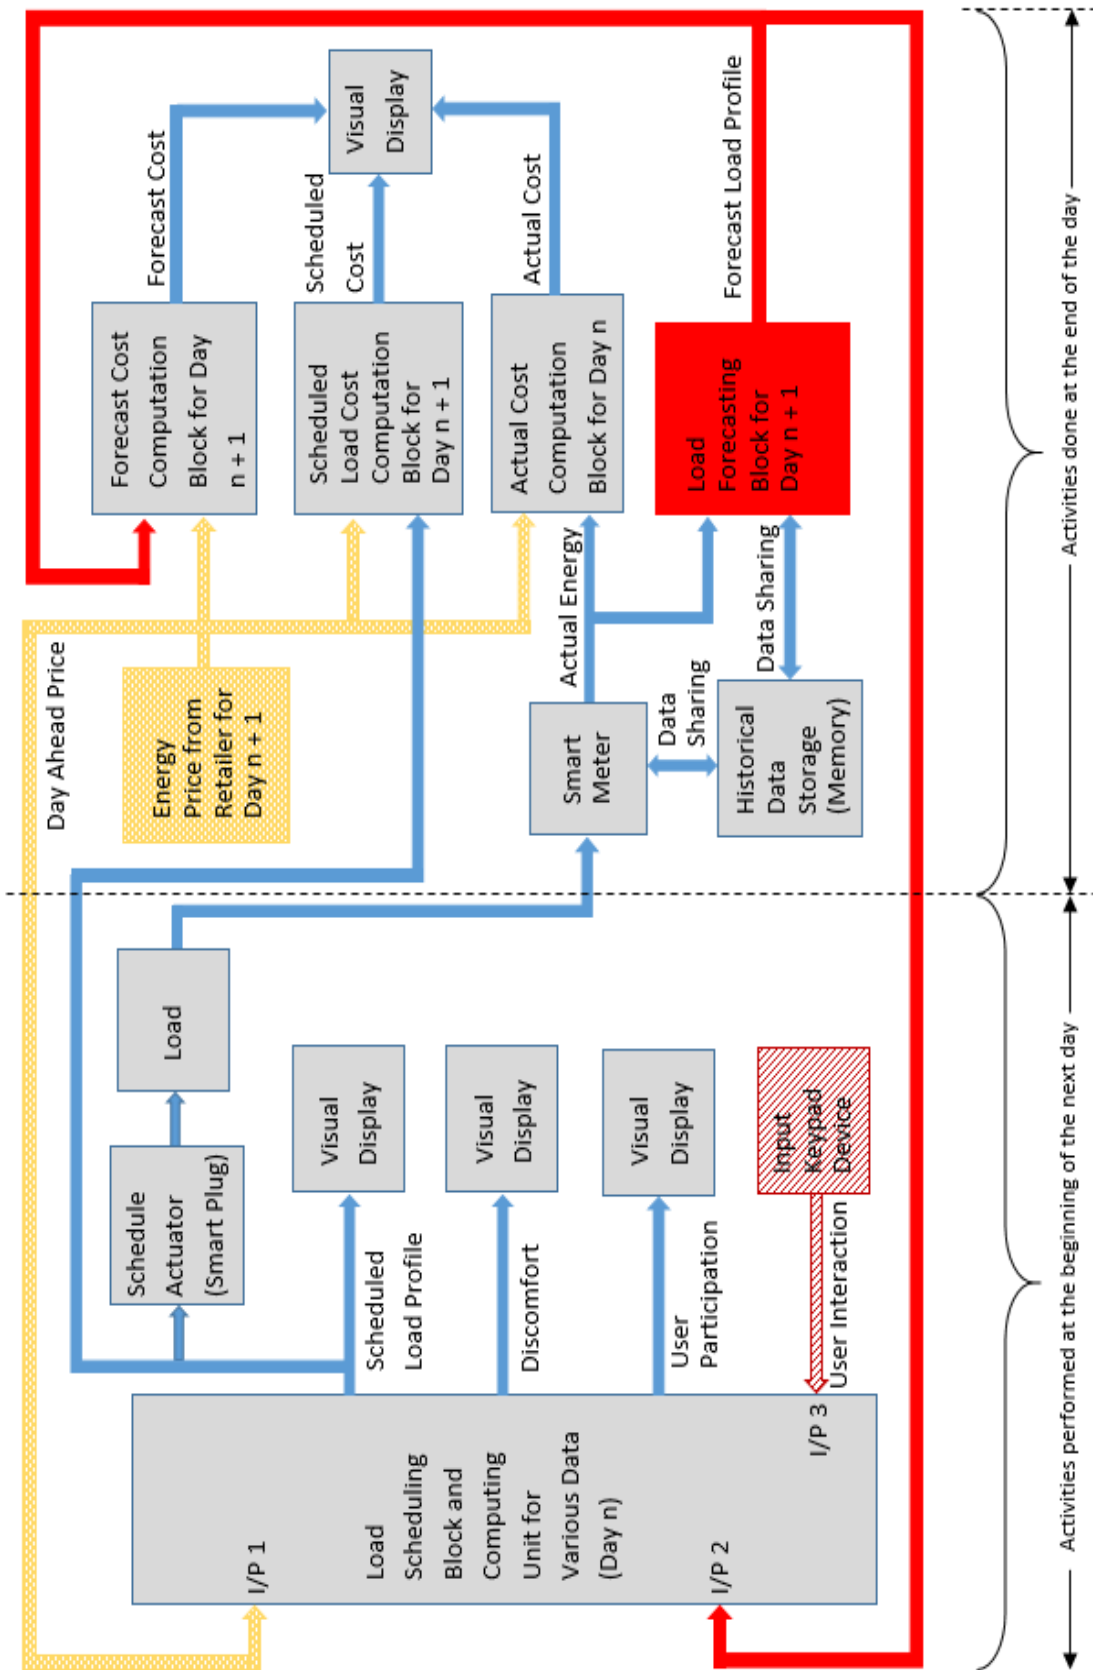 I/P 1
Load
Scheduling
Block and
Computing
Unit for
Various Data
(Day n)
I/P 2
I/P 3
Schedule
Actuator
(Smart Plug)
Load
Scheduled
Load Profile
Visual
Display
Discomfort
Visual
Display
User
Participation
Visual
Display
User Interaction
Input
Keypad
Device
Day Ahead Price
Energy
Price from
Retailer for
Day n + 1
Smart
Meter
Data
Sharing
Historical
Data
Storage
(Memory)
Actual Energy
Data Sharing
Forecast Cost
Computation
Block for Day
n + 1
Scheduled
Load Cost
Computation
Block for
Day n + 1
Actual Cost
Computation
Block for Day n
Load
Forecasting
Block for
Day n + 1
Forecast Cost
Scheduled
Cost
Actual Cost
Forecast Load Profile
Visual
Display
Activities performed at the beginning of the next day
Activities done at the end of the day